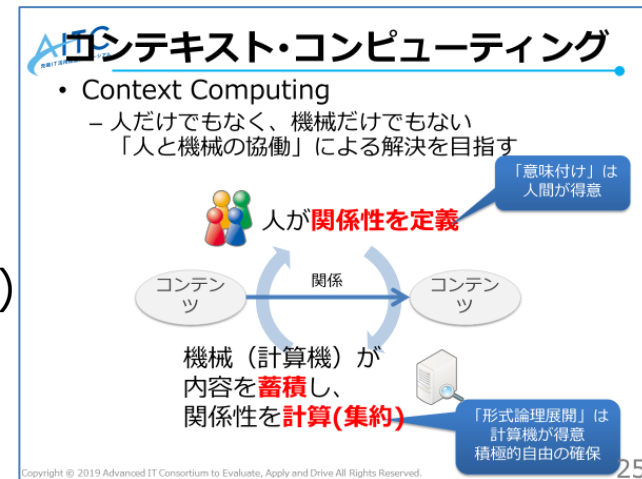 AITC
コンテキスト・コンピューティング
• Context Computing
– 人だけでもなく、機械だけでもない
「人と機械の協働」による解決を目指す
「意味付け」は
人間が得意
人が関係性を定義
)
関係
コンテン
ツ
コンテン
ツ
機械（計算機）が
内容を蓄積し、
関係性を計算(集約)
「形式論理展開」は
計算機が得意
積極的自由の確保
Copyright © 2019 Advanced IT Consortium to Evaluate, Apply and Drive All Rights Reserved.
25